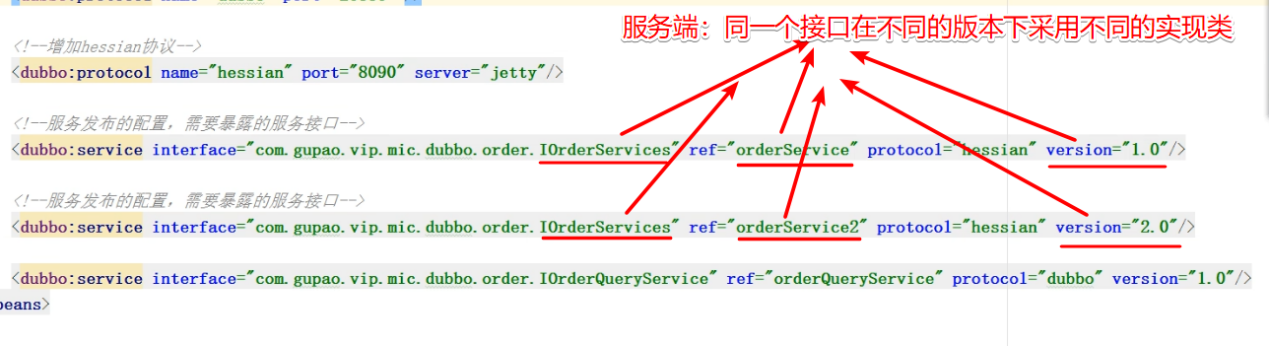 服务端：同一个接口在不同的版本下采用不同的实现类
<!--增加hessian协议-->
<dubbo:protocol name="hessian" port="8090" server="jetty"/>
<!--服务发布的配置，需要暴露的服务接口-->
<dubbo:service interface="com.gupao.vip.mic.dubbo.order.IOrderServices" ref="orderService" protocol="hessian" version="1.0"/>
<!--服务发布的配置，需要暴露的服务接口-->
<dubbo:service interface="com.gupao.vip.mic.dubbo.order.IOrderServices" ref="orderService2" protocol="hessian" version="2.0"/>
<dubbo:service interface="com.gupao.vip.mic.dubbo.order.IOrderQueryService" ref="orderQueryService" protocol="dubbo" version="1.0"/>
beans>